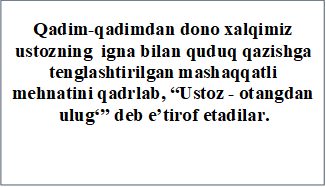 Qadim-qadimdan dono xalqimiz
ustozning igna bilan quduq qazishga
tenglashtirilgan mashaqqatli
mehnatini qadrlab, “Ustoz - otangdan
ulug‘” deb e’tirof etadilar.